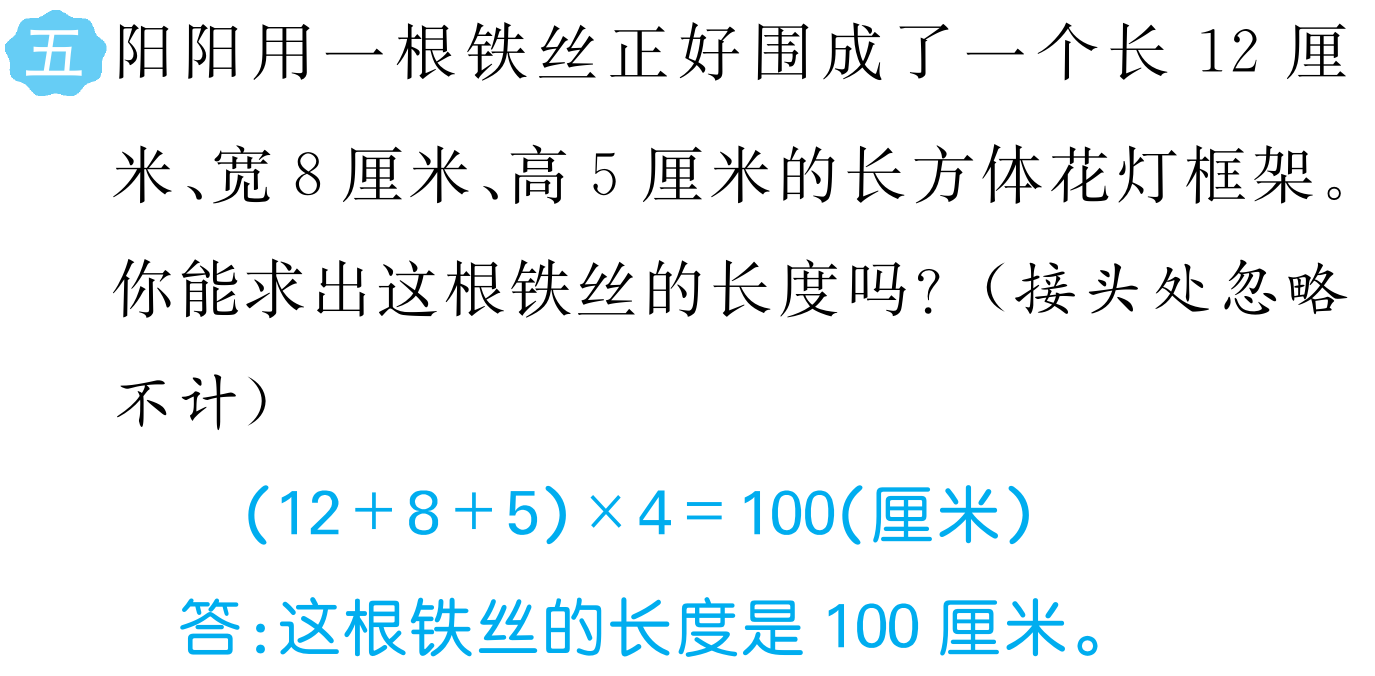 五 阳阳用一根铁丝正好围成了一个长 12 厘
米、宽 8 厘米、高 5 厘米的长方体花灯框架。
你能求出这根铁丝的长度吗?(接头处忽略
不计)
(12+8+5)×4=100(厘米)
答:这根铁丝的长度是 100 厘米。